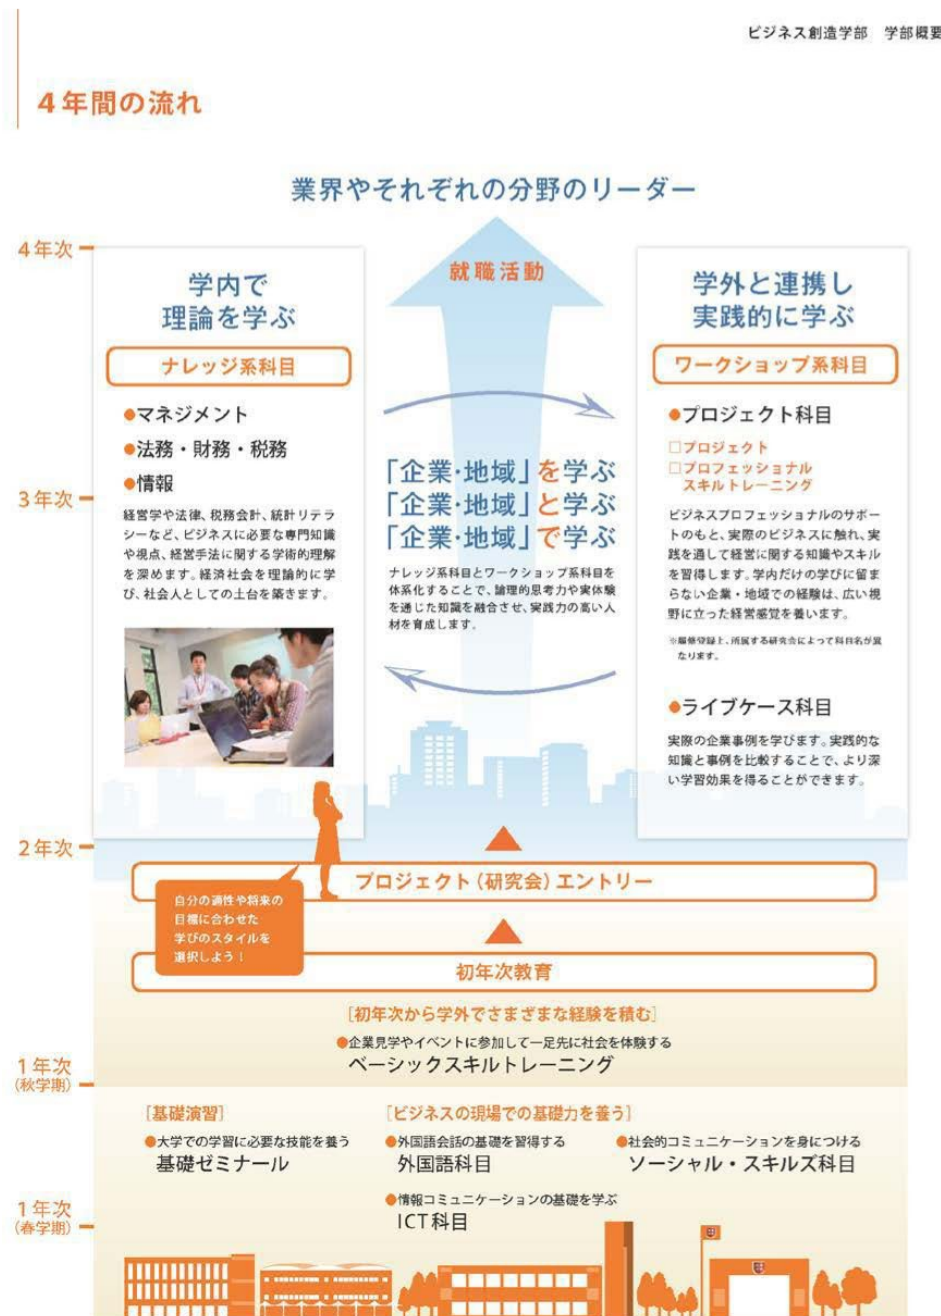 ビジネス創造学部　学部概要
4年間の流れ
業界やそれぞれの分野のリーダー
4年次
就職活動
学内で
理論を学ぶ
ナレッジ系科目
●マネジメント
●法務・財務・税務
●情報
3年次
経営学や法律、税務会計、統計リテラ
シーなど、ビジネスに必要な専門知識
や視点、経営手法に関する学術的理解
を深めます。経済社会を理論的に学
び、社会人としての土台を築きます。
「企業・地域」を学ぶ
「企業・地域」と学ぶ
「企業・地域」で学ぶ
ナレッジ系科目とワークショップ系科目を
体系化することで、論理的思考力や実体験
を通じた知識を融合させ、実践力の高い人
材を育成します。
学外と連携し
実践的に学ぶ
ワークショップ系科目
●プロジェクト科目
□プロジェクト
□プロフェッショナル
スキルトレーニング
ビジネスプロフェッショナルのサポー
トのもと、実際のビジネスに触れ、実
践を通して経営に関する知識やスキル
を習得します。学内だけの学びに留ま
らない企業・地域での経験は、広い視
野に立った経営感覚を養います。
※履修登録上、所属する研究会によって科目名が異
なります。
●ライブケース科目
実際の企業事例を学びます。実践的な
知識と事例を比較することで、より深
い学習効果を得ることができます。
2年次
プロジェクト（研究会）エントリー
自分の適性や将来の
目標に合わせた
学びのスタイルを
選択しよう！
初年次教育
［初年次から学外でさまざまな経験を積む］
●企業見学やイベントに参加して一足先に社会を体験する
ベーシックスキルトレーニング
1年次
（秋学期）
［基礎演習］
●大学での学習に必要な技能を養う
基礎ゼミナール
［ビジネスの現場での基礎力を養う］
●外国語会話の基礎を習得する
外国語科目
●社会的コミュニケーションを身につける
ソーシャル・スキルズ科目
●情報コミュニケーションの基礎を学ぶ
ICT科目
1年次
（春学期）